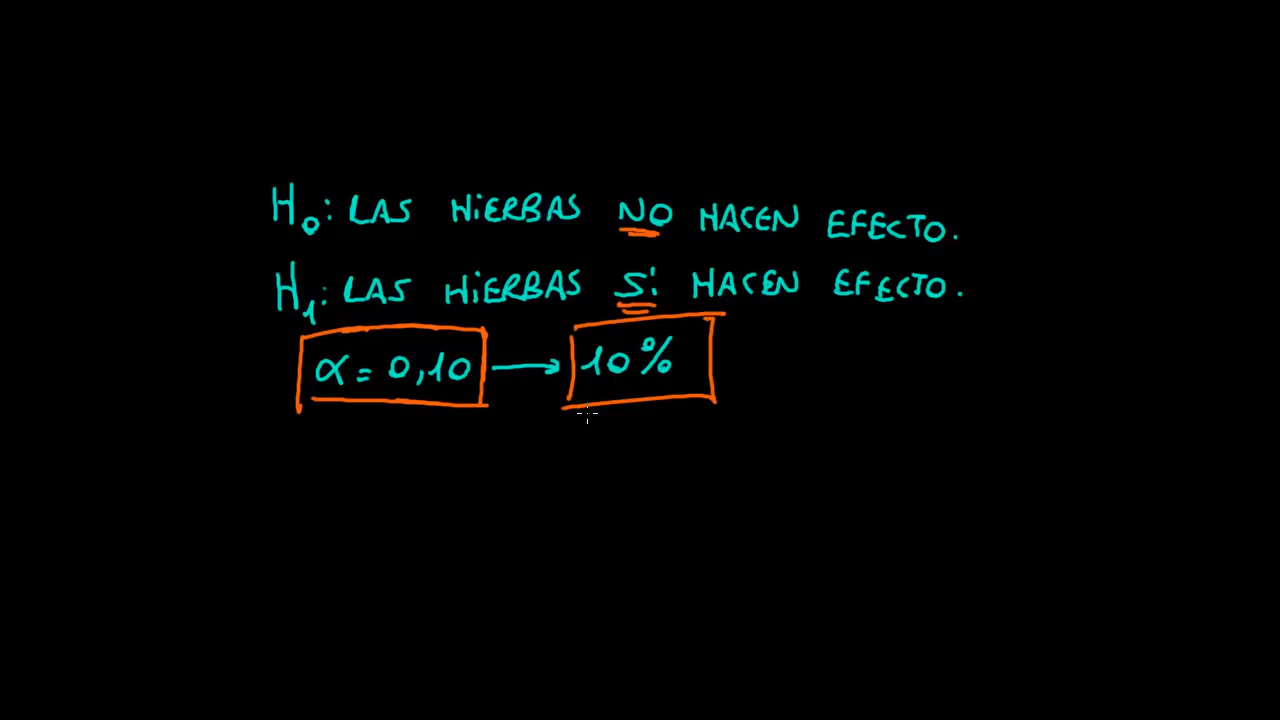 H₀: LAS HIERBAS NO HACEN EFECTO.
H₁: LAS HIERBAS SÍ HACEN EFECTO.
α = 0,10 → 10%